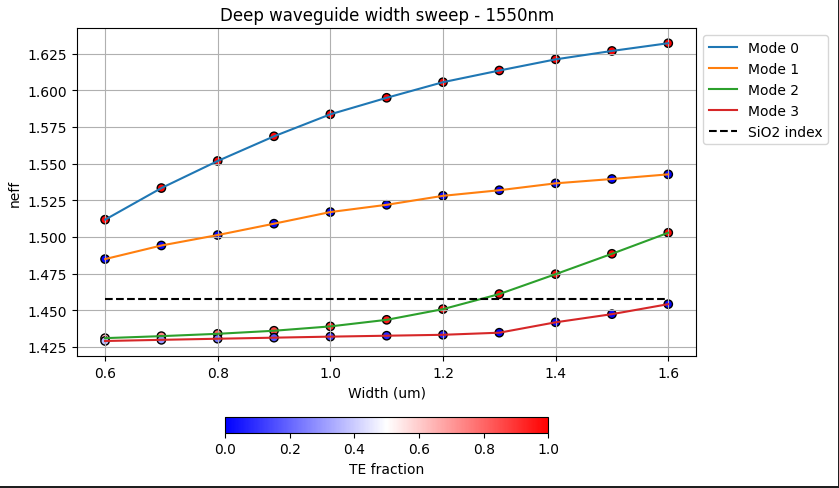 Deep waveguide width sweep - 1550nm
neff
1.625
1.600
1.575
1.550
1.525
1.500
1.475
1.450
1.425
0.6 0.8 1.0 1.2 1.4 1.6
Width (um)
Mode 0
Mode 1
Mode 2
Mode 3
SiO2 index
0.0 0.2 0.4 0.6 0.8 1.0
TE fraction